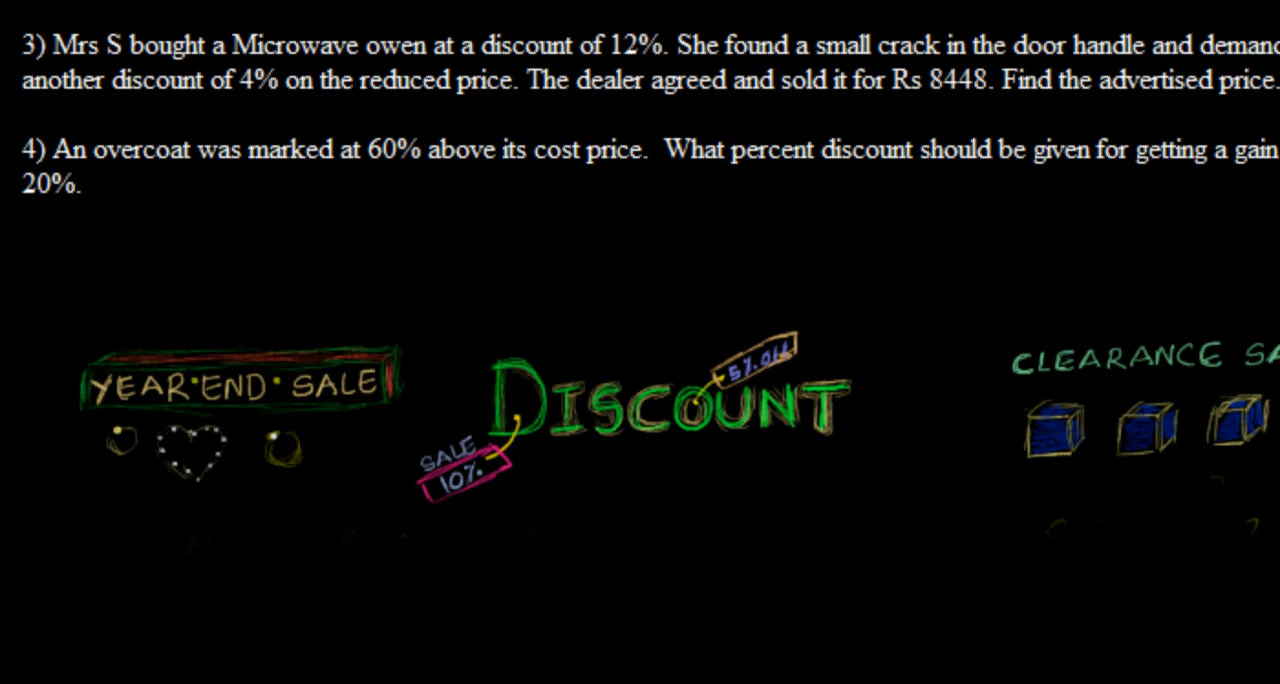 3) Mrs S bought a Microwave owen at a discount of 12%. She found a small crack in the door handle and
another discount of 4% on the reduced price. The dealer agreed and sold it for Rs 8448. Find the advertised price.
4) An overcoat was marked at 60% above its cost price. What percent discount should be given for getting a gain
20%.
YEAR·END· SALE
DISCOUNT
5% OFF
SALE
10%
CLEARANCE